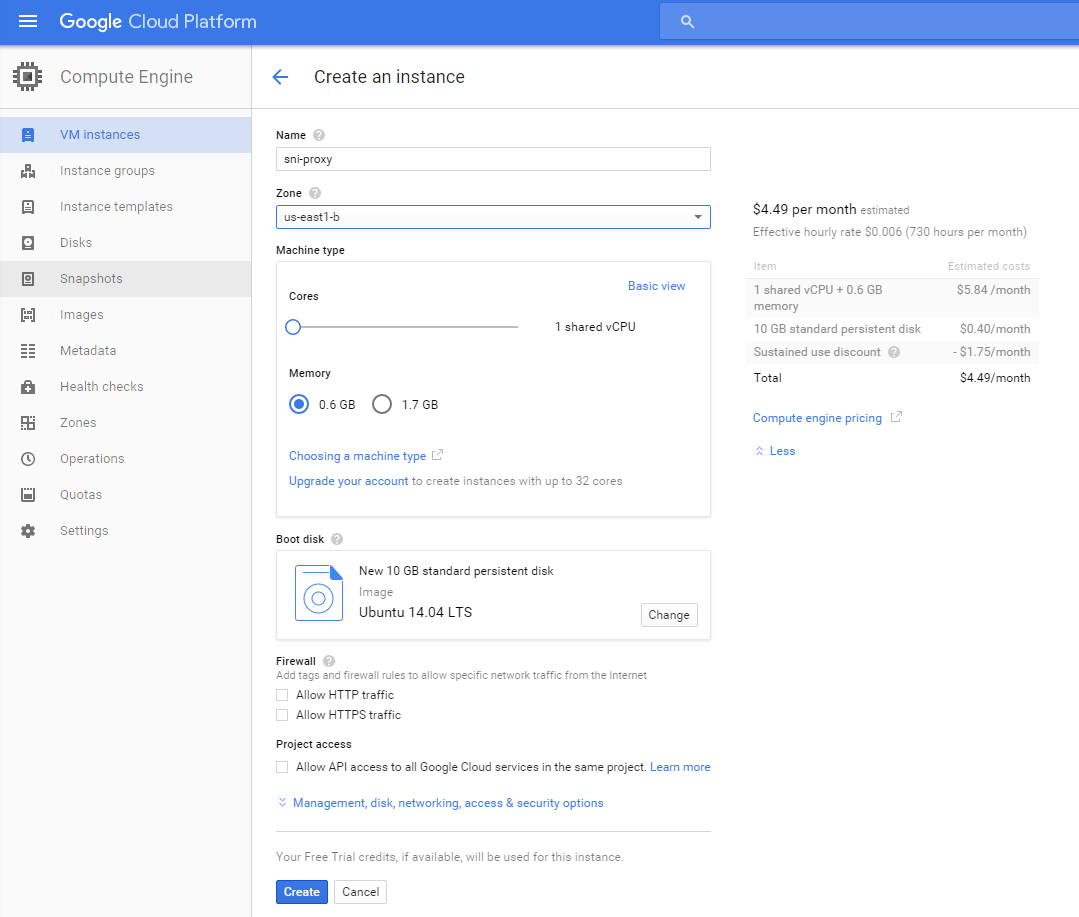 Google Cloud Platform
Compute Engine
VM instances
Instance groups
Instance templates
Disks
Snapshots
Images
Metadata
Health checks
Zones
Operations
Quotas
Settings
Create an instance
Name ?
sni-proxy
Zone ?
us-east1-b
Machine type
Basic view
Cores
1 shared vCPU
Memory
0.6 GB 1.7 GB
Choosing a machine type
Upgrade your account to create instances with up to 32 cores
Boot disk ?
New 10 GB standard persistent disk
Image
Ubuntu 14.04 LTS
Change
Firewall ?
Add tags and firewall rules to allow specific network traffic from the Internet
Allow HTTP traffic
Allow HTTPS traffic
Project access
Allow API access to all Google Cloud services in the same project. Learn more
Management, disk, networking, access & security options
Your Free Trial credits, if available, will be used for this instance.
Create Cancel
$4.49 per month estimated
Effective hourly rate $0.006 (730 hours per month)
Item Estimated costs
1 shared vCPU + 0.6 GB $5.84 /month
memory
10 GB standard persistent disk $0.40/month
Sustained use discount ? - $1.75/month
Total $4.49/month
Compute engine pricing
Less